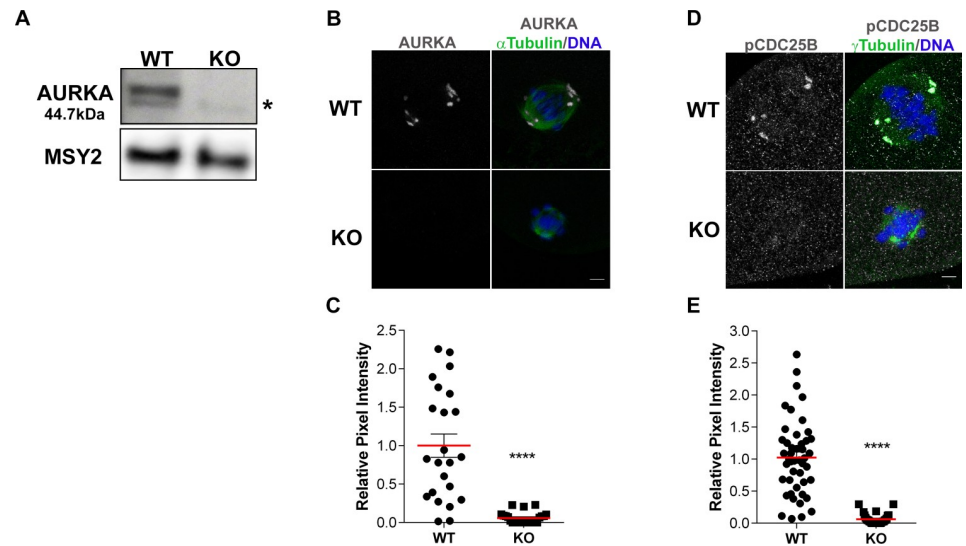 A
WT KO
AURKA
44.7kDa
*
MSY2
B
AURKA
AURKA
αTubulin/DNA
WT
KO
C
Relative Pixel Intensity
2.5
2.0
1.5
1.0
0.5
0.0
****
WT KO
D
pCDC25B
pCDC25B
γTubulin/DNA
WT
KO
E
Relative Pixel Intensity
3.0
2.5
2.0
1.5
1.0
0.5
0.0
****
WT KO